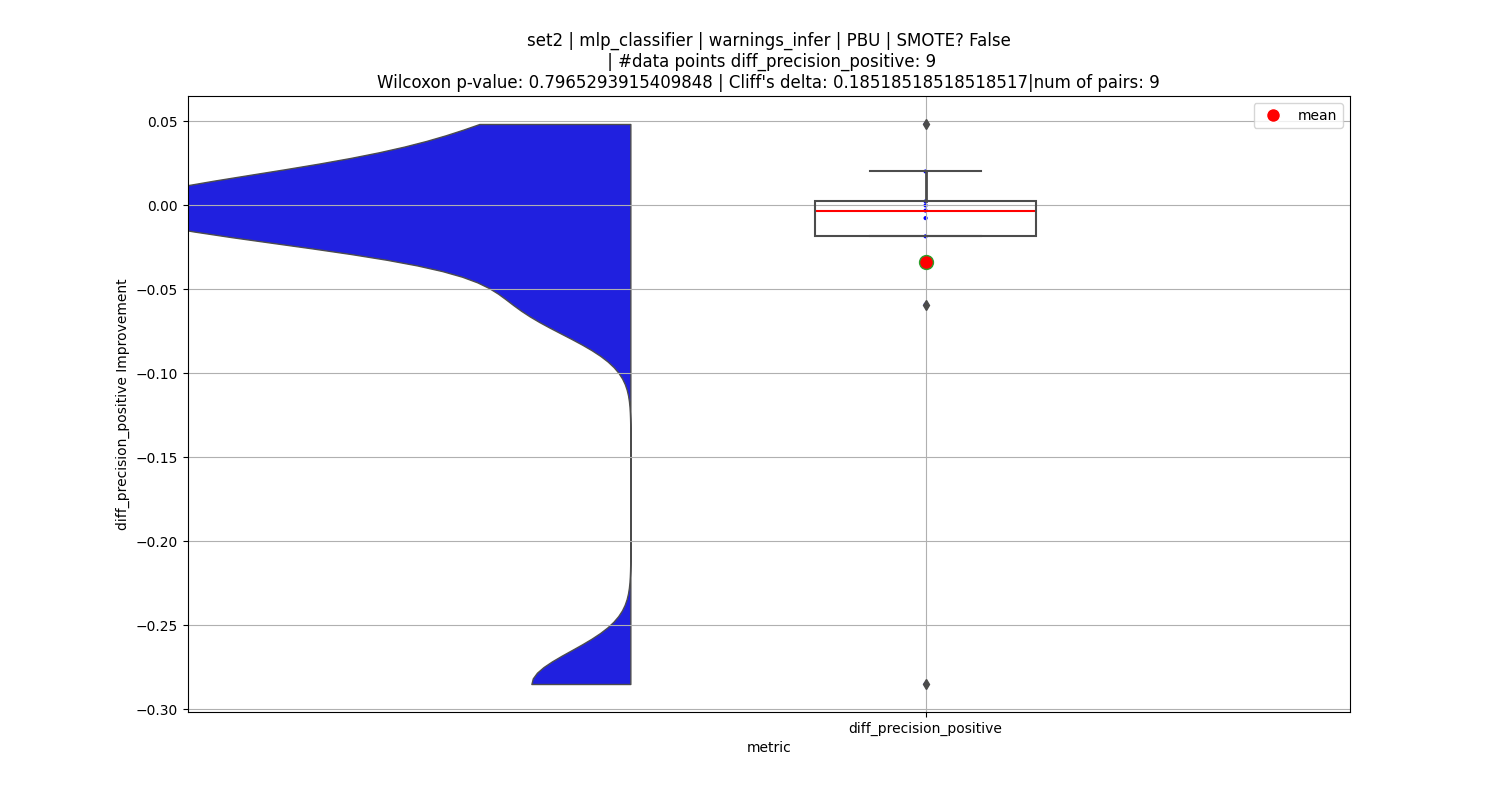 set2 | mlp_classifier | warnings_infer | PBU | SMOTE? False
| #data points diff_precision_positive: 9
Wilcoxon p-value: 0.7965293915409848 | Cliff's delta: 0.18518518518518517|num of pairs: 9
mean
0.05
0.00
−0.05
−0.10
−0.15
−0.20
−0.25
−0.30
diff_precision_positive Improvement
diff_precision_positive
metric